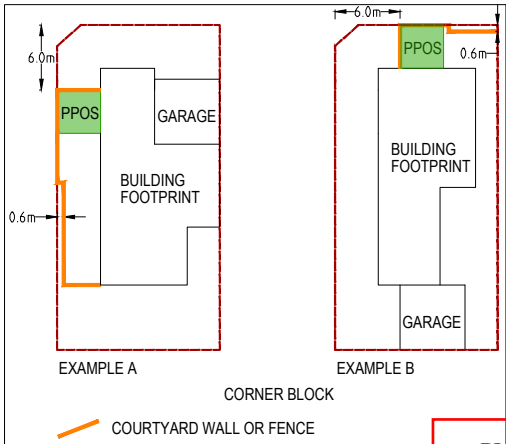 6.0m
PPOS
GARAGE
BUILDING
FOOTPRINT
0.6m
EXAMPLE A
6.0m
PPOS
0.6m
BUILDING
FOOTPRINT
GARAGE
EXAMPLE B
CORNER BLOCK
COURTYARD WALL OR FENCE